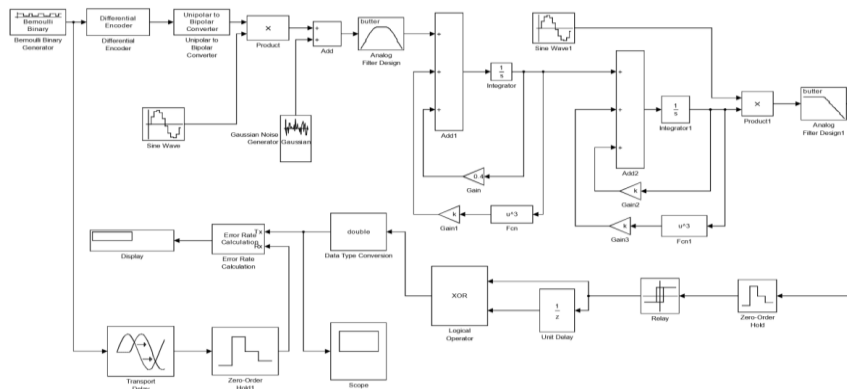 Bernoulli
Binary
Bernoulli Binary
Generator
Differential
Encoder
Differential
Encoder
Unipolar to
Bipolar
Converter
Unipolar to
Bipolar
Converter
×
Product
+
+
Add
butter
Analog
Filter Design
Sine Wave
Gaussian
Gaussian Noise
Generator
+
+
+
Add1
1
s
Integrator
0.4
Gain
k
Gain1
u^3
Fcn
Sine Wave1
+
+
+
Add2
1
s
Integrator1
k
Gain2
k
Gain3
u^3
Fcn1
×
Product1
butter
Analog
Filter Design1
Display
Error Rate
Calculation
Tx
Rx
Error Rate
Calculation
double
Data Type Conversion
XOR
Logical
Operator
1
z
Unit Delay
Relay
Zero-Order
Hold
Transport
Delay
Zero-Order
Hold1
Scope